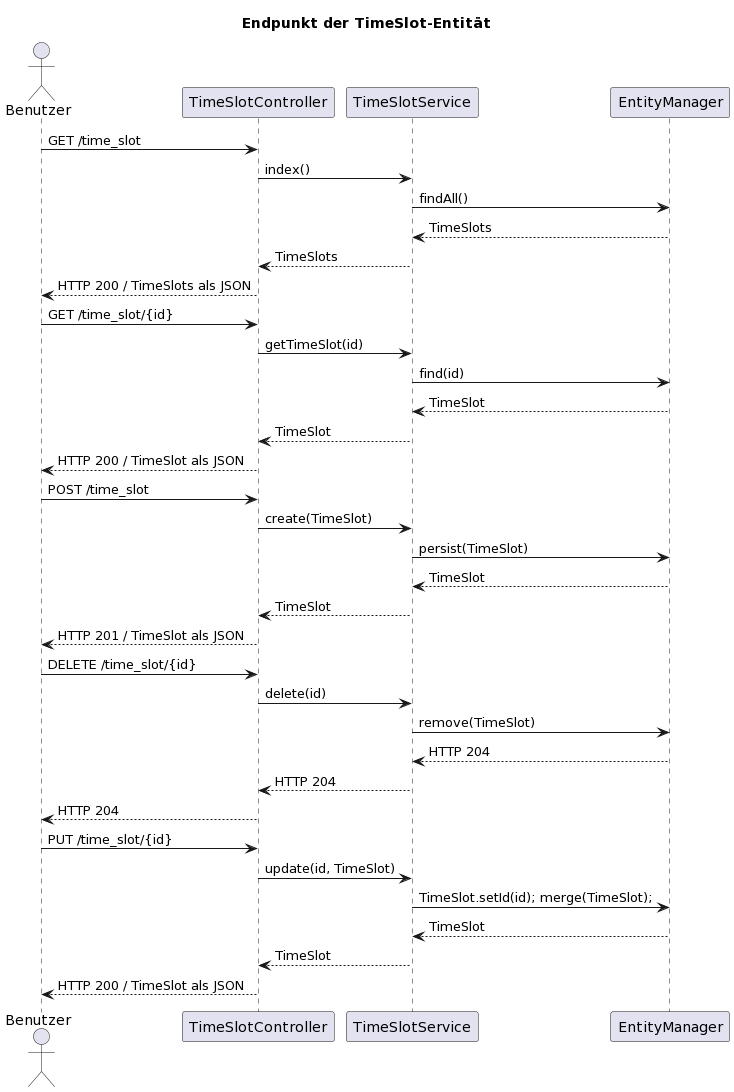 Endpunkt der TimeSlot-Entität
Benutzer
TimeSlotController
TimeSlotService
EntityManager
GET /time_slot
index()
findAll()
TimeSlots
TimeSlots
HTTP 200 / TimeSlots als JSON
GET /time_slot/{id}
getTimeSlot(id)
find(id)
TimeSlot
TimeSlot
HTTP 200 / TimeSlot als JSON
POST /time_slot
create(TimeSlot)
persist(TimeSlot)
TimeSlot
TimeSlot
HTTP 201 / TimeSlot als JSON
DELETE /time_slot/{id}
delete(id)
remove(TimeSlot)
HTTP 204
HTTP 204
HTTP 204
PUT /time_slot/{id}
update(id, TimeSlot)
TimeSlot.setId(id); merge(TimeSlot);
TimeSlot
TimeSlot
HTTP 200 / TimeSlot als JSON
Benutzer
TimeSlotController
TimeSlotService
EntityManager